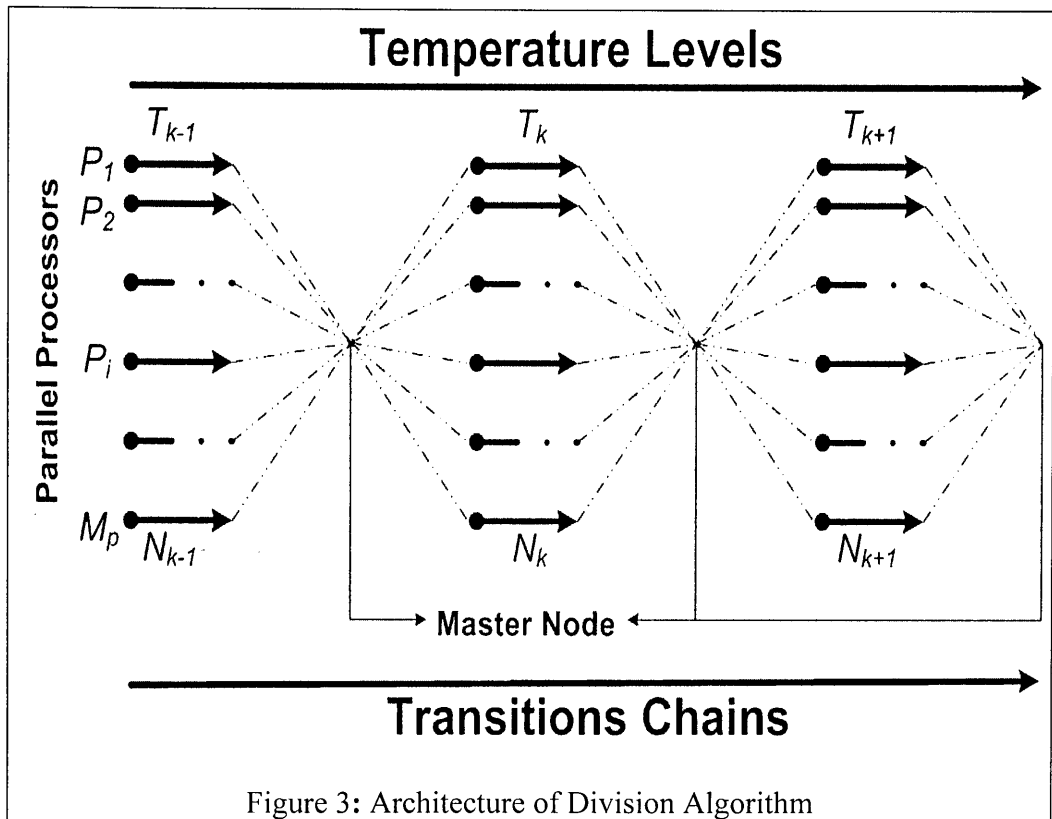 Temperature Levels
T_{k-1} T_k T_{k+1}
P_1
P_2
Parallel Processors
P_i
M_p
N_{k-1} N_k N_{k+1}
Master Node
Transitions Chains
Figure 3: Architecture of Division Algorithm